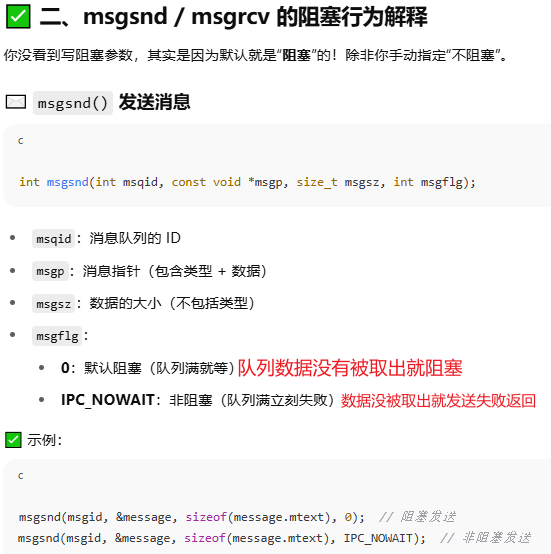 ✅ 二、msgsnd / msgrcv 的阻塞行为解释
你没看到写阻塞参数，其实是因为默认就是“阻塞”的！除非你手动指定“不阻塞”。
✉️ msgsnd() 发送消息
c
int msgsnd(int msqid, const void *msgp, size_t msgsz, int msgflg);
• msqid：消息队列的 ID
• msgp：消息指针（包含类型 + 数据）
• msgsz：数据的大小（不包括类型）
• msgflg：
• 0：默认阻塞（队列满就等）队列数据没有被取出就阻塞
• IPC_NOWAIT：非阻塞（队列满立刻失败）数据没被取出就发送失败返回
✅ 示例：
c
msgsnd(msgid, &message, sizeof(message.mtext), 0);  // 阻塞发送
msgsnd(msgid, &message, sizeof(message.mtext), IPC_NOWAIT);  // 非阻塞发送